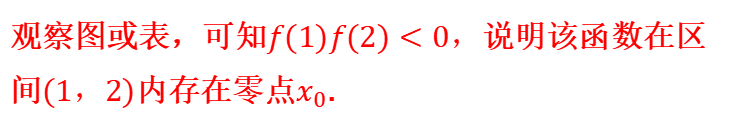 观察图或表，可知f(1)f(2) < 0，说明该函数在区
间(1，2)内存在零点x₀.